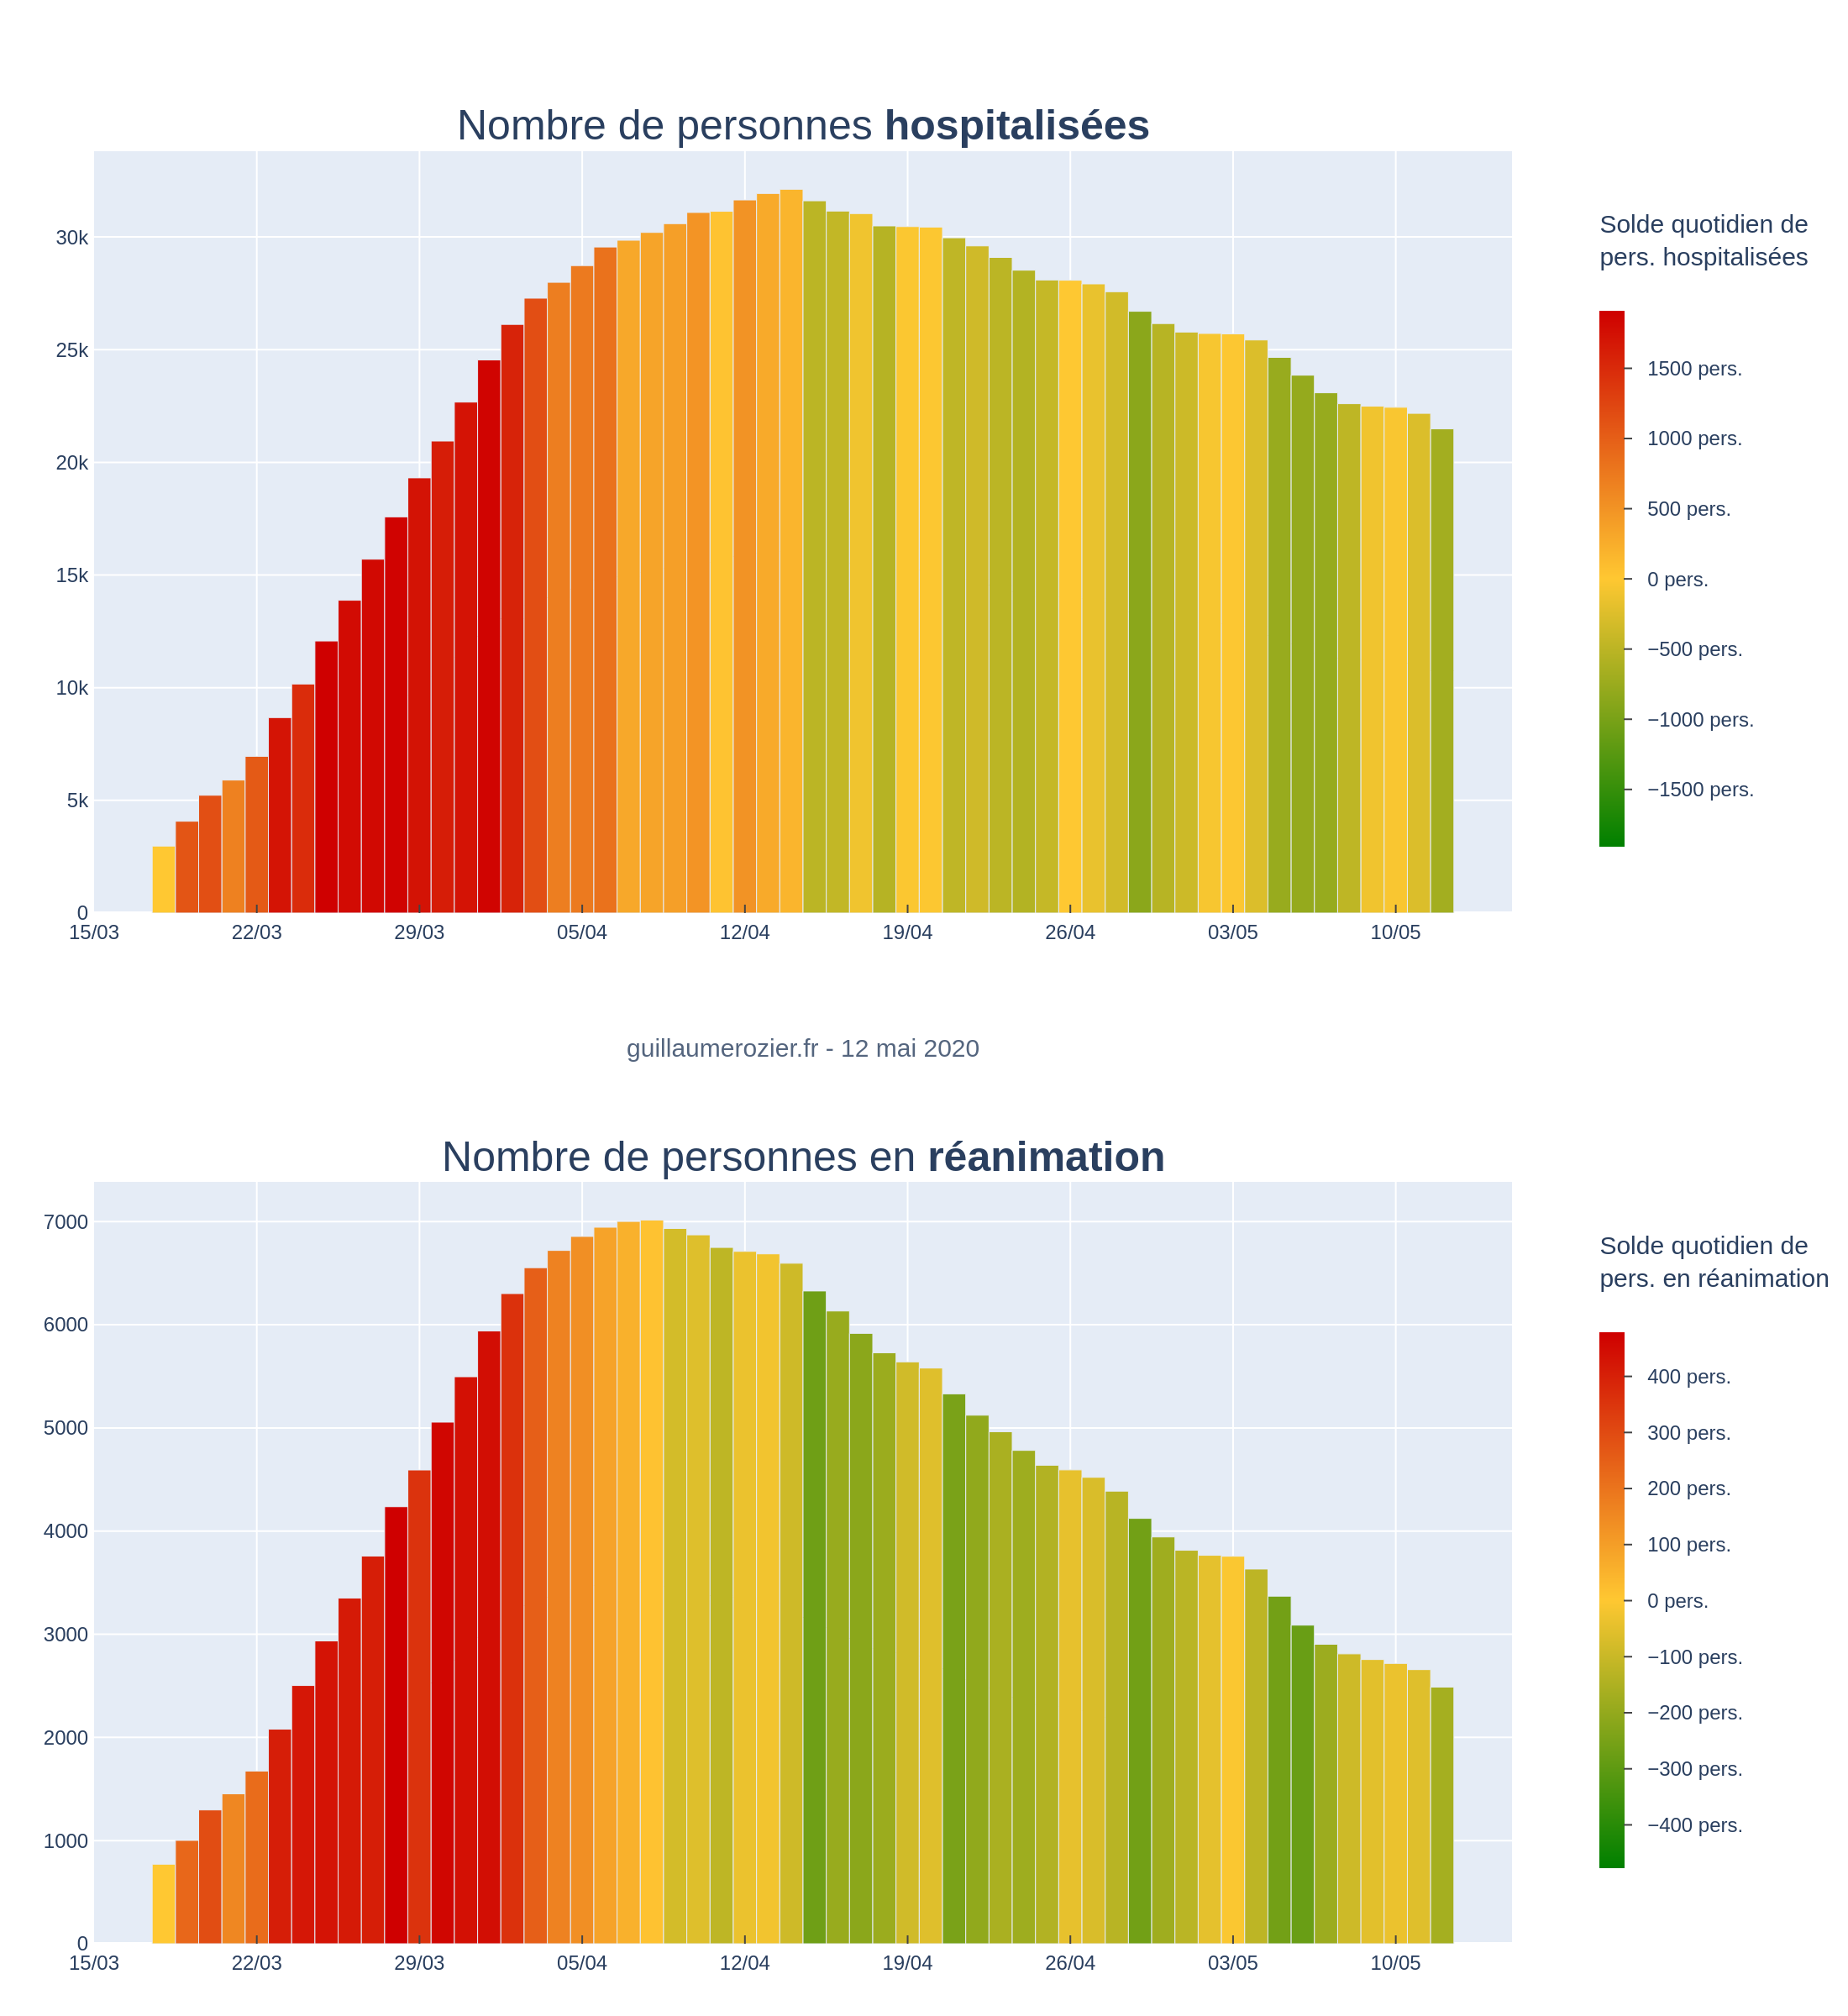 Nombre de personnes hospitalisées
30k
25k
20k
15k
10k
5k
0
15/03 22/03 29/03 05/04 12/04 19/04 26/04 03/05 10/05
Solde quotidien de
pers. hospitalisées
1500 pers.
1000 pers.
500 pers.
0 pers.
−500 pers.
−1000 pers.
−1500 pers.
guillaumerozier.fr - 12 mai 2020
Nombre de personnes en réanimation
7000
6000
5000
4000
3000
2000
1000
0
15/03 22/03 29/03 05/04 12/04 19/04 26/04 03/05 10/05
Solde quotidien de
pers. en réanimation
400 pers.
300 pers.
200 pers.
100 pers.
0 pers.
−100 pers.
−200 pers.
−300 pers.
−400 pers.